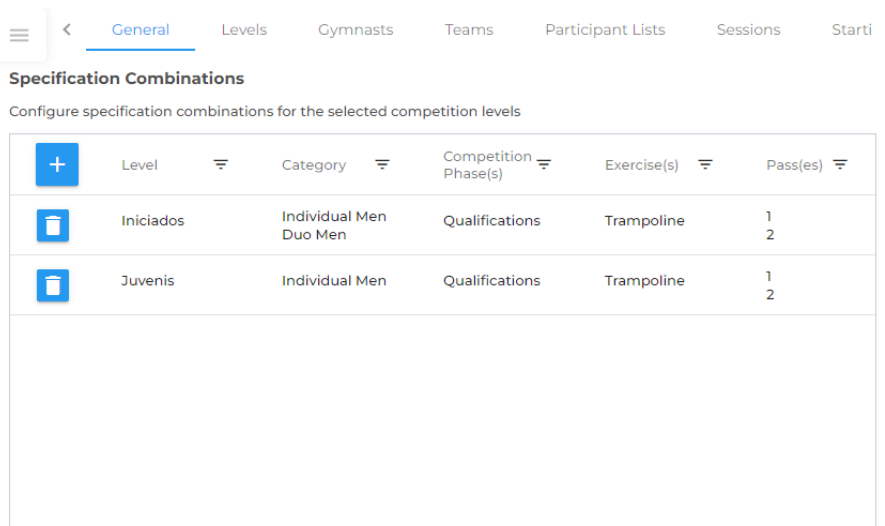 General Levels Gymnasts Teams Participant Lists Sessions Starti
Specification Combinations
Configure specification combinations for the selected competition levels
Level Category Competition Phase(s) Exercise(s) Pass(es)
Iniciados Individual Men Qualifications Trampoline 1
Duo Men 2
Juvenis Individual Men Qualifications Trampoline 1
2